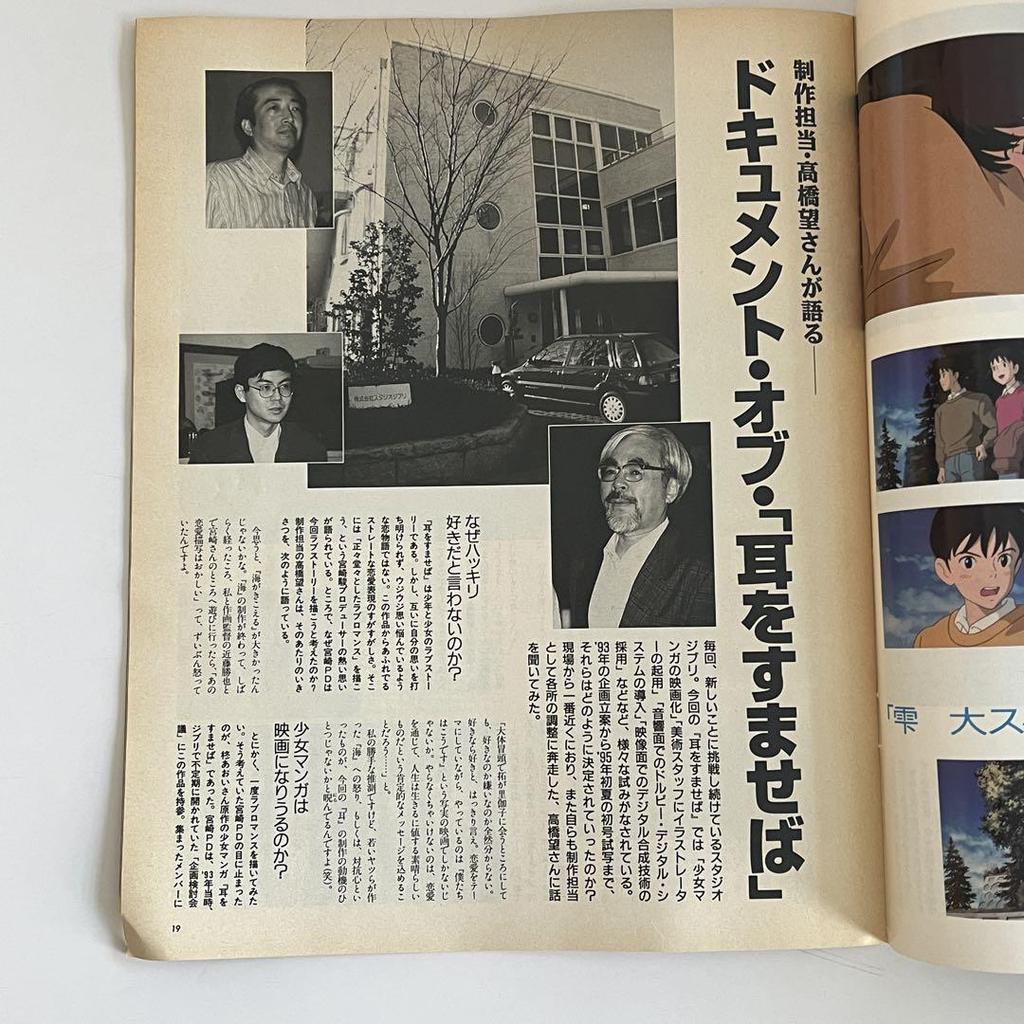 制作担当・高橋望さんが語る――
ドキュメント・オブ・「耳をすませば」
毎回、新しいことに挑戦し続けているスタジオ
ジブリ。今回の「耳をすませば」では「少女マ
ンガの映画化」「美術スタッフにイラストレータ
ーの起用」「音響面でのドルビー・デジタル・シ
ステムの導入」「映像面でのデジタル合成技術の
採用」などなど、様々な試みがなされている。
'93年の企画立案から'95年初夏の初号試写まで、
それらはどのように決定されていったのか?
現場から一番近くにおり、また自らも制作担当
として各所の調整に奔走した、高橋望さんに話
を聞いてみた。
なぜハッキリ
好きだと言わないのか?
「耳をすませば」は少年と少女のラブストー
リーである。しかし、互いに自分の思いを打
ち明けられず、ウジウジ思い悩んでいるよう
な恋物語ではない。この作品からあふれでる
ストレートな恋愛表現のすがすがしさ。そこ
には「正々堂々としたラブロマンス」を描こ
う、という宮崎駿プロデューサーの熱い思い
が語られている。ところで、なぜ宮崎PDは
今回ラブストーリーを描こうと考えたのか?
制作担当の高橋望さんは、そのあたりのいき
さつを、次のように語っている。
今思うと、「海がきこえる」が大きかったん
じゃないかな。「海」の制作が終わって、しば
らく経ったころ、私と作画監督の近藤勝也と
で宮崎さんのところへ遊びに行ったら、「あの
恋愛描写はおかしい」って、ずいぶん怒って
いたんですよ。
「大体冒頭で拓が里伽子に会うところにして
も、好きなのか嫌いなのか全然分からない。
好きなら好きと、はっきり言え。恋愛をテー
マにしていながら、やっているのは「僕たち
はこうです」という写実の映画でしかないじ
ゃないか。やらなくちゃいけないのは、恋愛
を通じて、人生は生きるに値する素晴らしい
ものだという肯定的なメッセージを込めるこ
とだろう……」と。
私の勝手な推測ですけど、若いヤツらが作
った「海」への怒り、もしくは、対抗心とい
ったものが、今回の「耳」の制作の動機のひ
とつじゃないかと睨んでるんですよ(笑)。
少女マンガは
映画になりうるのか?
とにかく、一度ラブロマンスを描いてみた
い。そう考えていた宮崎PDの目に止まった
のが、柊あおいさん原作の少女マンガ「耳を
すませば」であった。宮崎PDは、'93年当時、
ジブリで不定期に開かれていた「企画検討会
議」にこの作品を持参。集まったメンバーに
19
株式会社スタジオジブリ
「雫 大ス